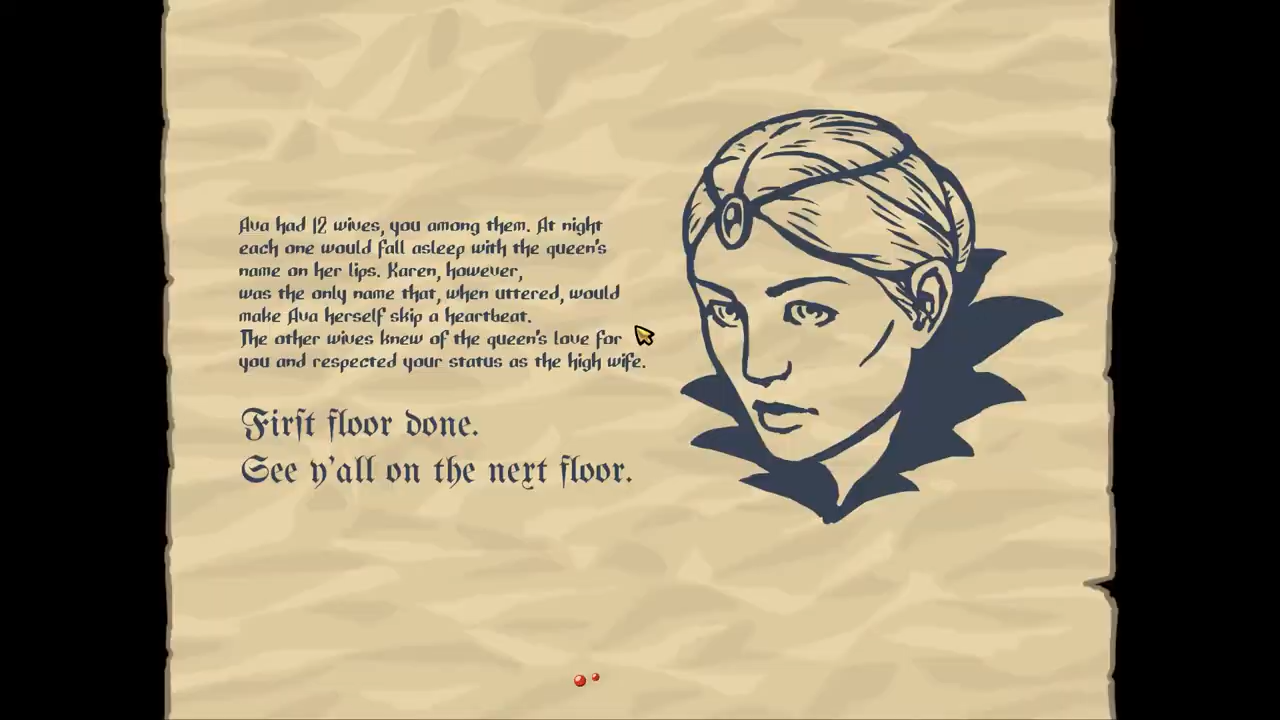 Ava had 12 wives, you among them. At night
each one would fall asleep with the queen's
name on her lips. Karen, however,
was the only name that, when uttered, would
make Ava herself skip a heartbeat.
The other wives knew of the queen's love for
you and respected your status as the high wife.
First floor done.
See y'all on the next floor.